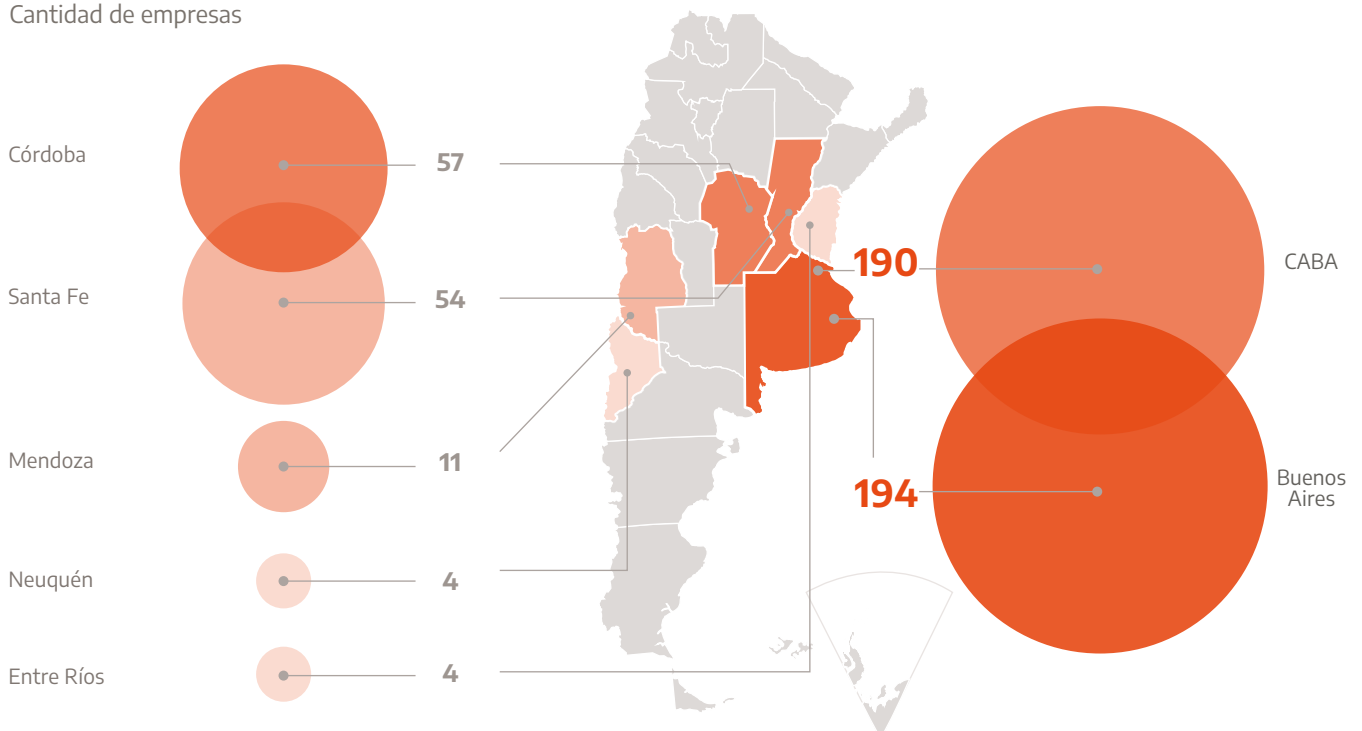 Cantidad de empresas
Córdoba
57
Santa Fe
54
Mendoza
11
Neuquén
4
Entre Ríos
4
190
CABA
194
Buenos
Aires